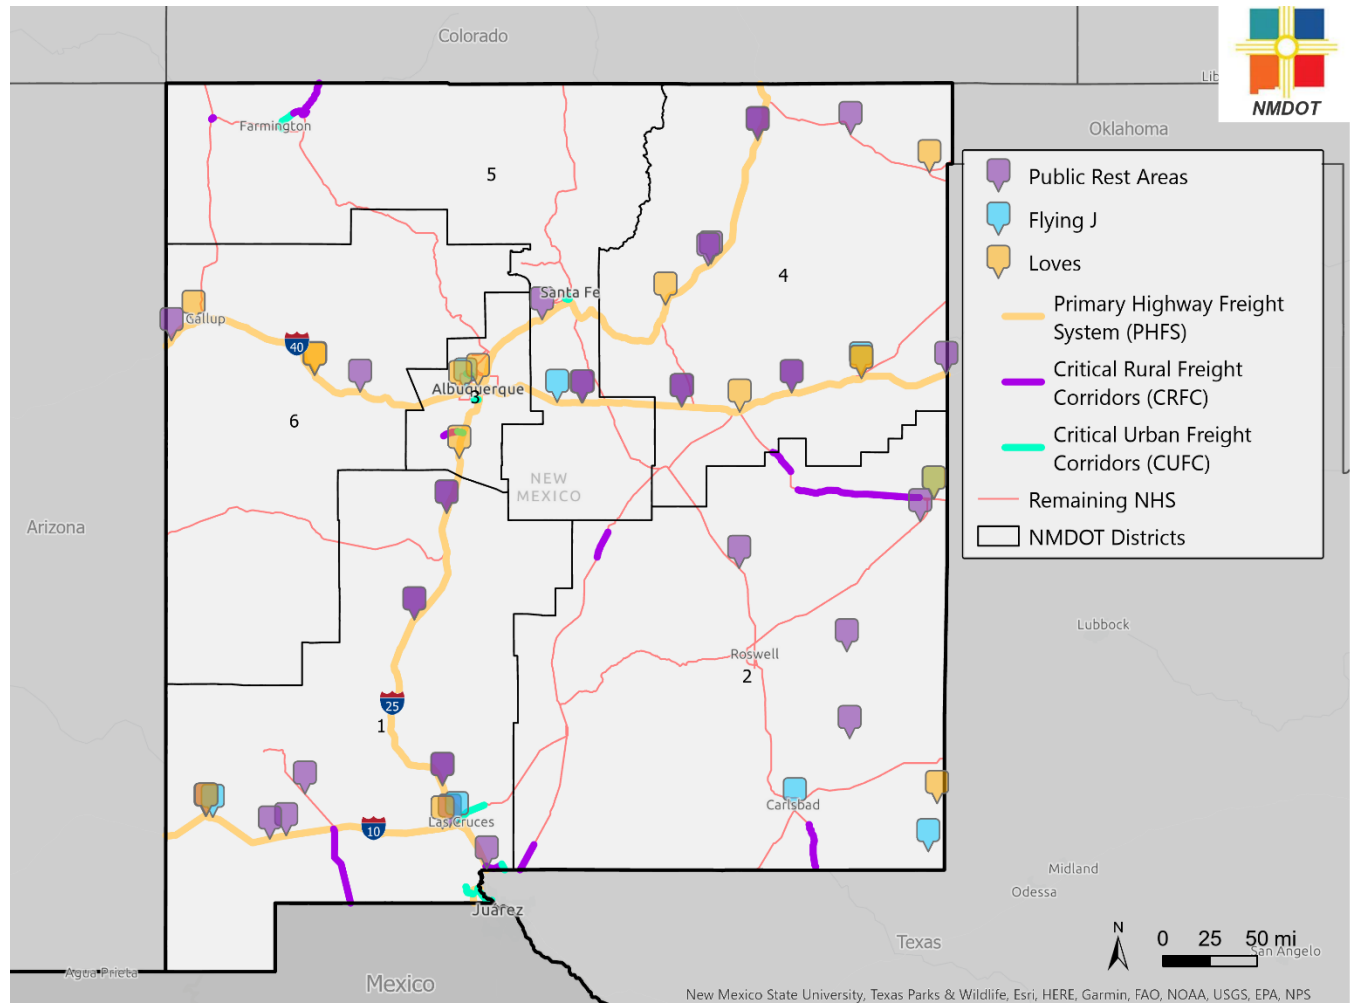 Colorado
Lib
NMDOT
Oklahoma
Farmington
5
Public Rest Areas
Flying J
Loves
4
Santa Fe
Primary Highway Freight
System (PHFS)
Gallup
40
Critical Rural Freight
Corridors (CRFC)
Albuquerque
3
6
Critical Urban Freight
Corridors (CUFC)
NEW
MEXICO
Remaining NHS
Arizona
NMDOT Districts
Lubbock
Roswell
2
25
1
Carlsbad
Las Cruces
10
Midland
Odessa
Juárez
N
0 25 50 mi
Texas
San Angelo
Agua Prieta
Mexico
New Mexico State University, Texas Parks & Wildlife, Esri, HERE, Garmin, FAO, NOAA, USGS, EPA, NPS